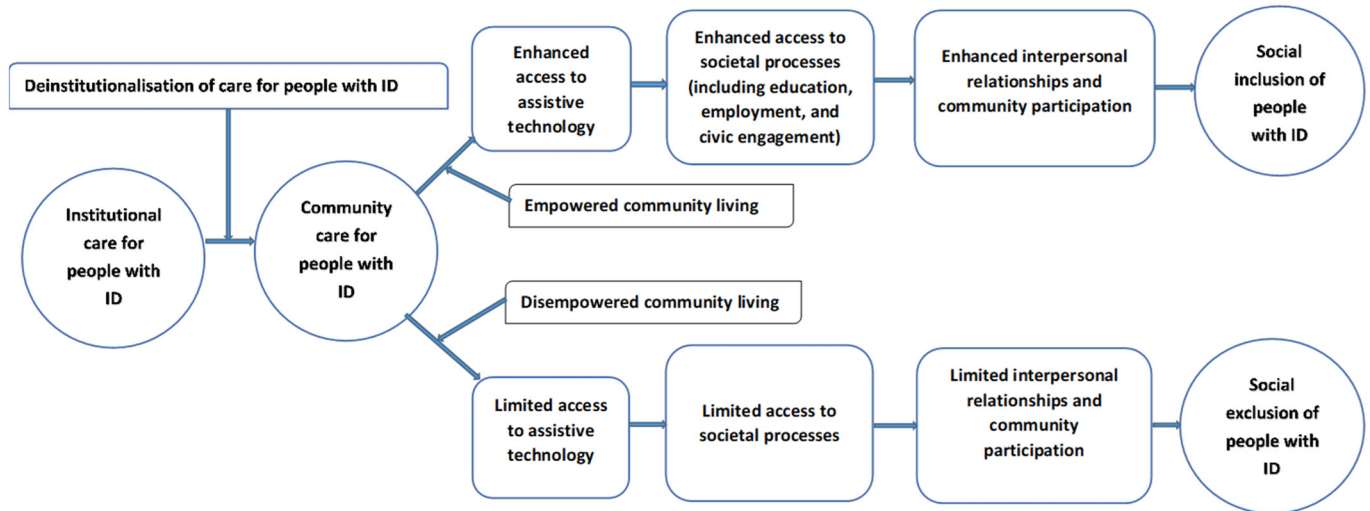 Deinstitutionalisation of care for people with ID
Institutional
care for
people with
ID
Community
care for
people with
ID
Enhanced
access to
assistive
technology
Enhanced access to
societal processes
(including education,
employment, and
civic engagement)
Enhanced interpersonal
relationships and
community participation
Social
inclusion of
people
with ID
Empowered community living
Disempowered community living
Limited access
to assistive
technology
Limited access to
societal processes
Limited interpersonal
relationships and
community
participation
Social
exclusion of
people with
ID